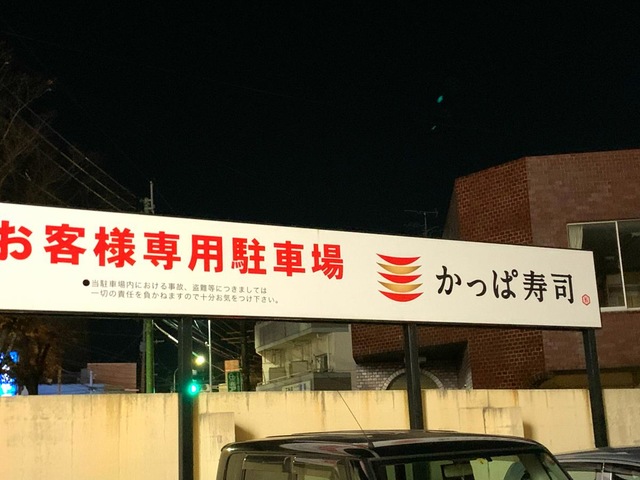 お客様専用駐車場
●当駐車場内における事故、盗難等につきましては
一切の責任を負かねますので十分お気をつけ下さい。
かっぱ寿司